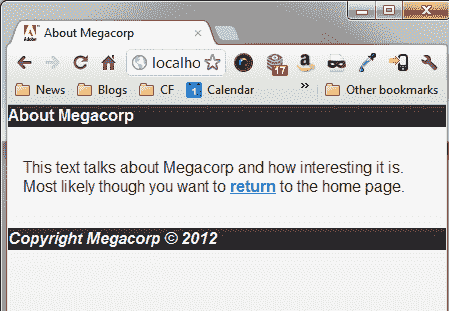 About Megacorp
Adobe
localho
17
News Blogs CF 1 Calendar » Other bookmarks
About Megacorp
This text talks about Megacorp and how interesting it is.
Most likely though you want to return to the home page.
Copyright Megacorp © 2012